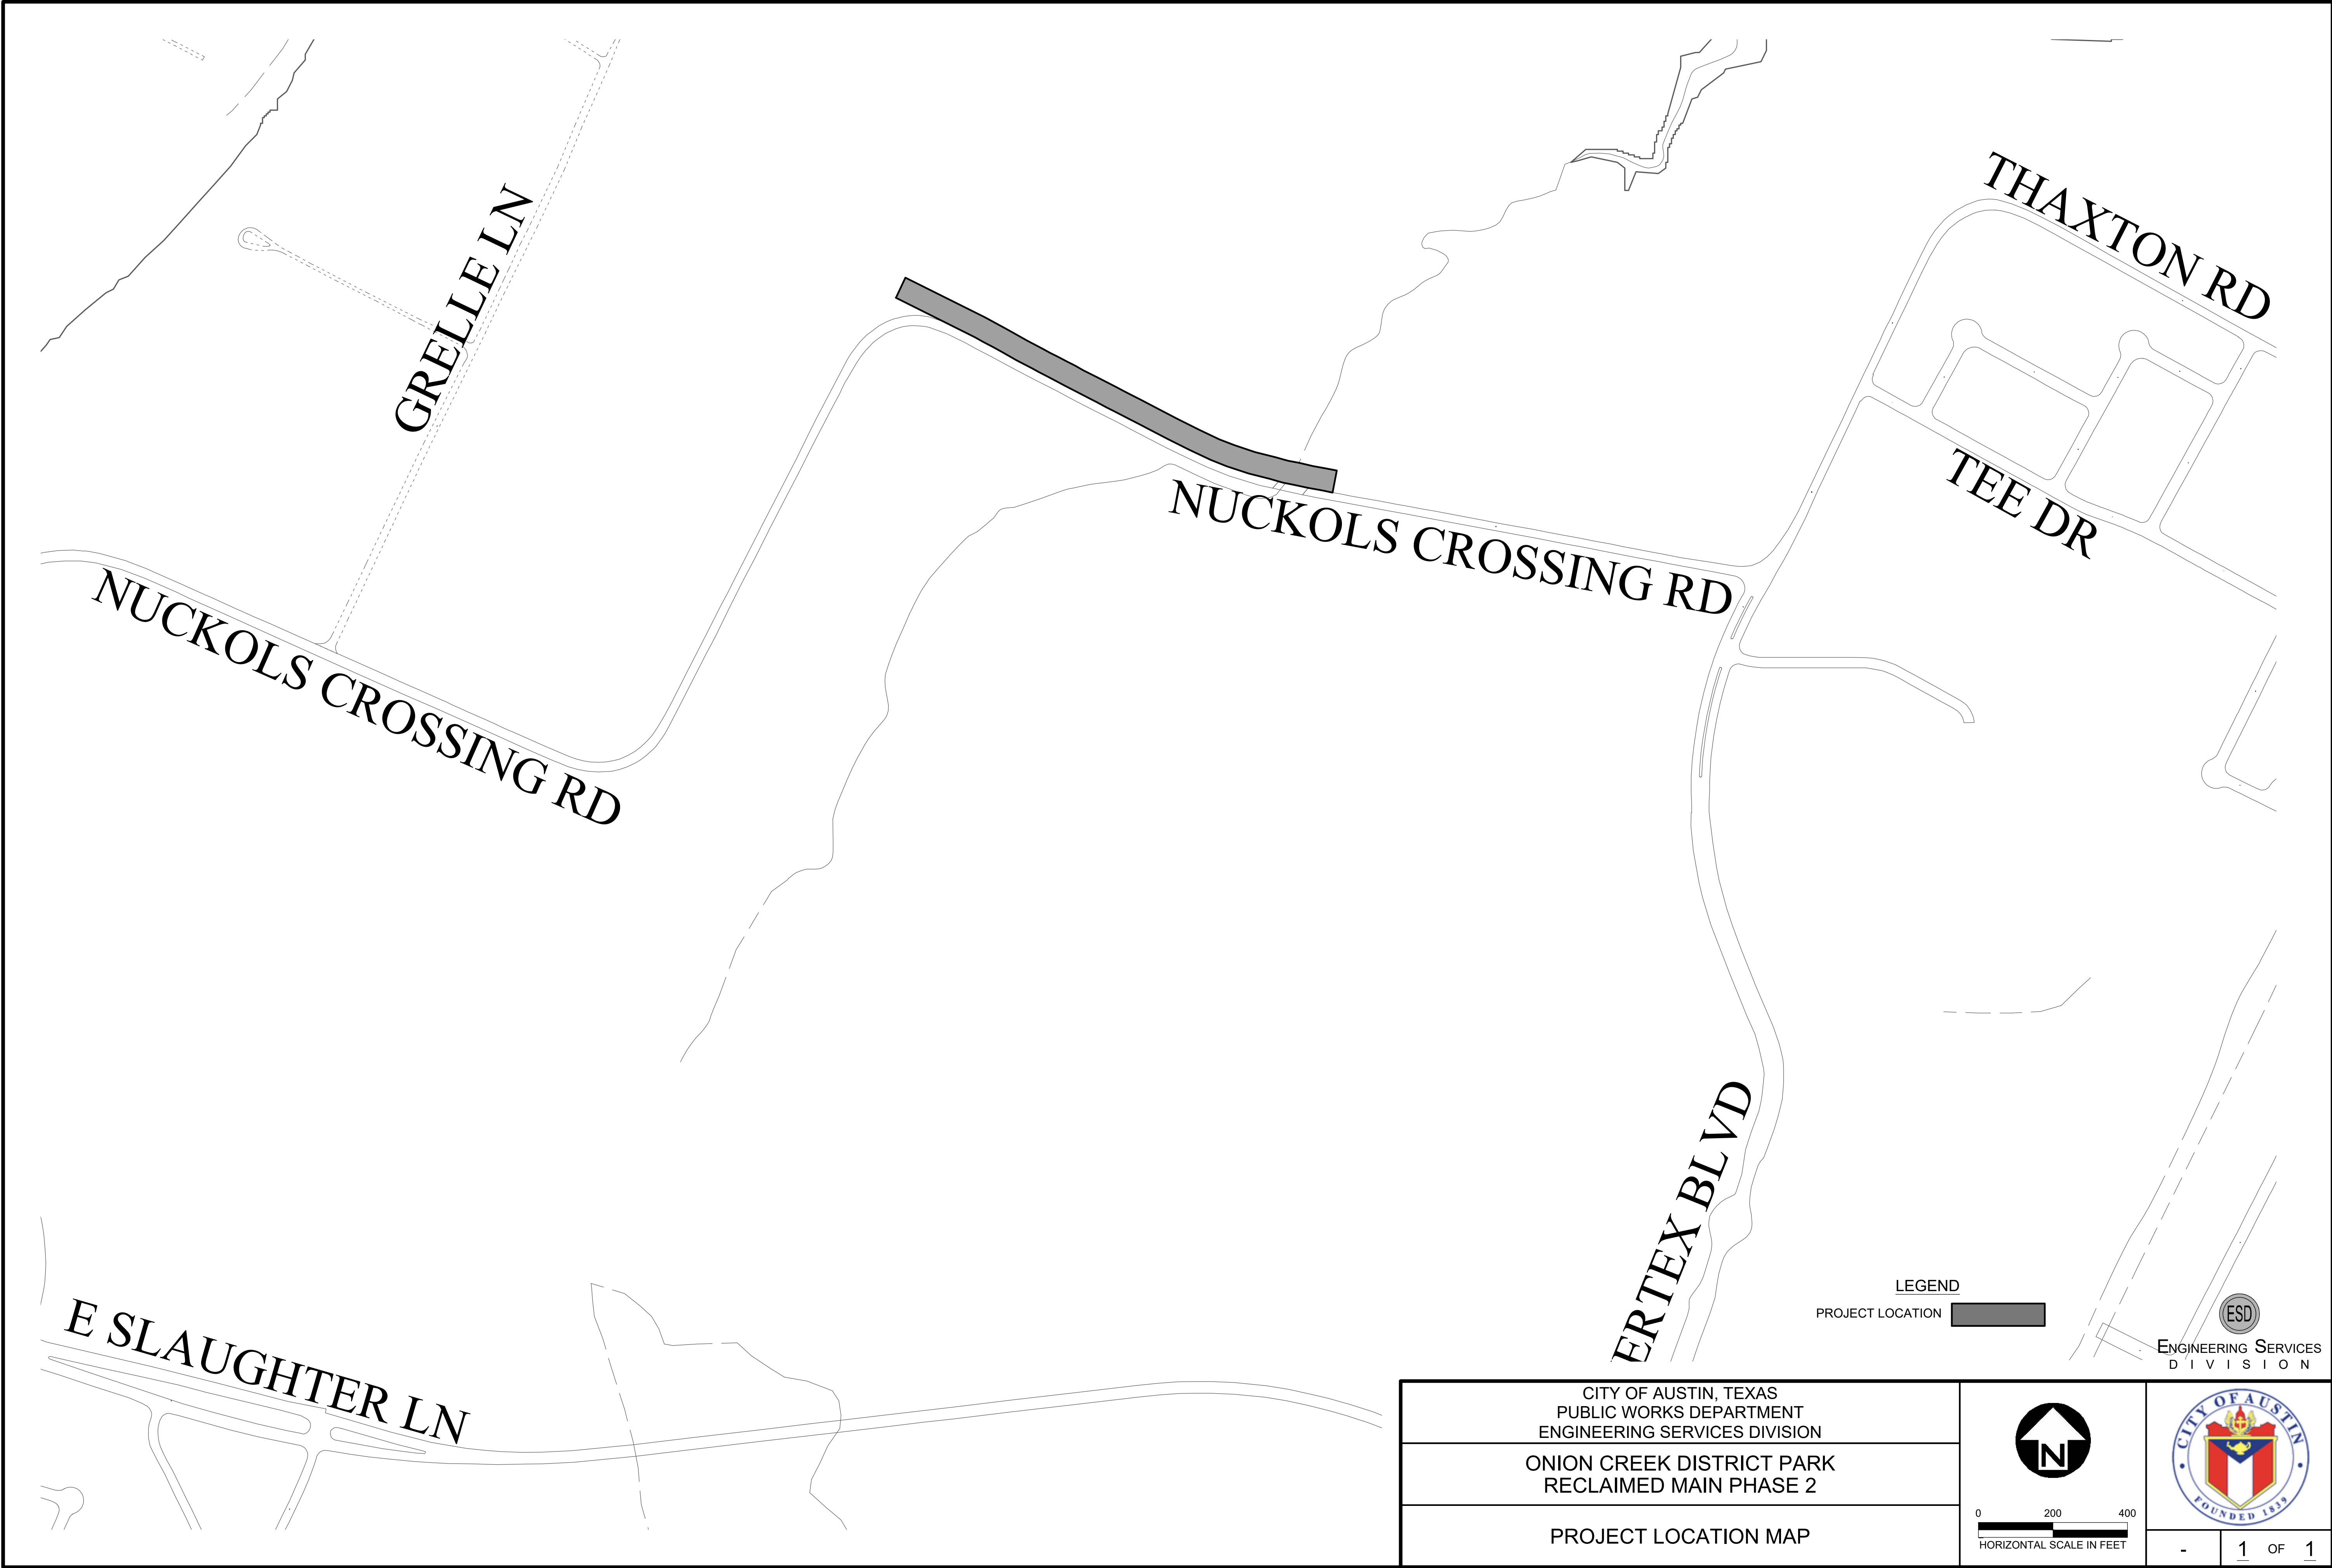 GRELLE LN
THAXTON RD
TEE DR
NUCKOLS CROSSING RD
NUCKOLS CROSSING RD
ERTEX BLVD
E SLAUGHTER LN
LEGEND
PROJECT LOCATION
ESD
ENGINEERING SERVICES
DIVISION
CITY OF AUSTIN, TEXAS
PUBLIC WORKS DEPARTMENT
ENGINEERING SERVICES DIVISION
ONION CREEK DISTRICT PARK
RECLAIMED MAIN PHASE 2
PROJECT LOCATION MAP
N
0 200 400
HORIZONTAL SCALE IN FEET
CITY OF AUSTIN
FOUNDED 1839
- 1 OF 1